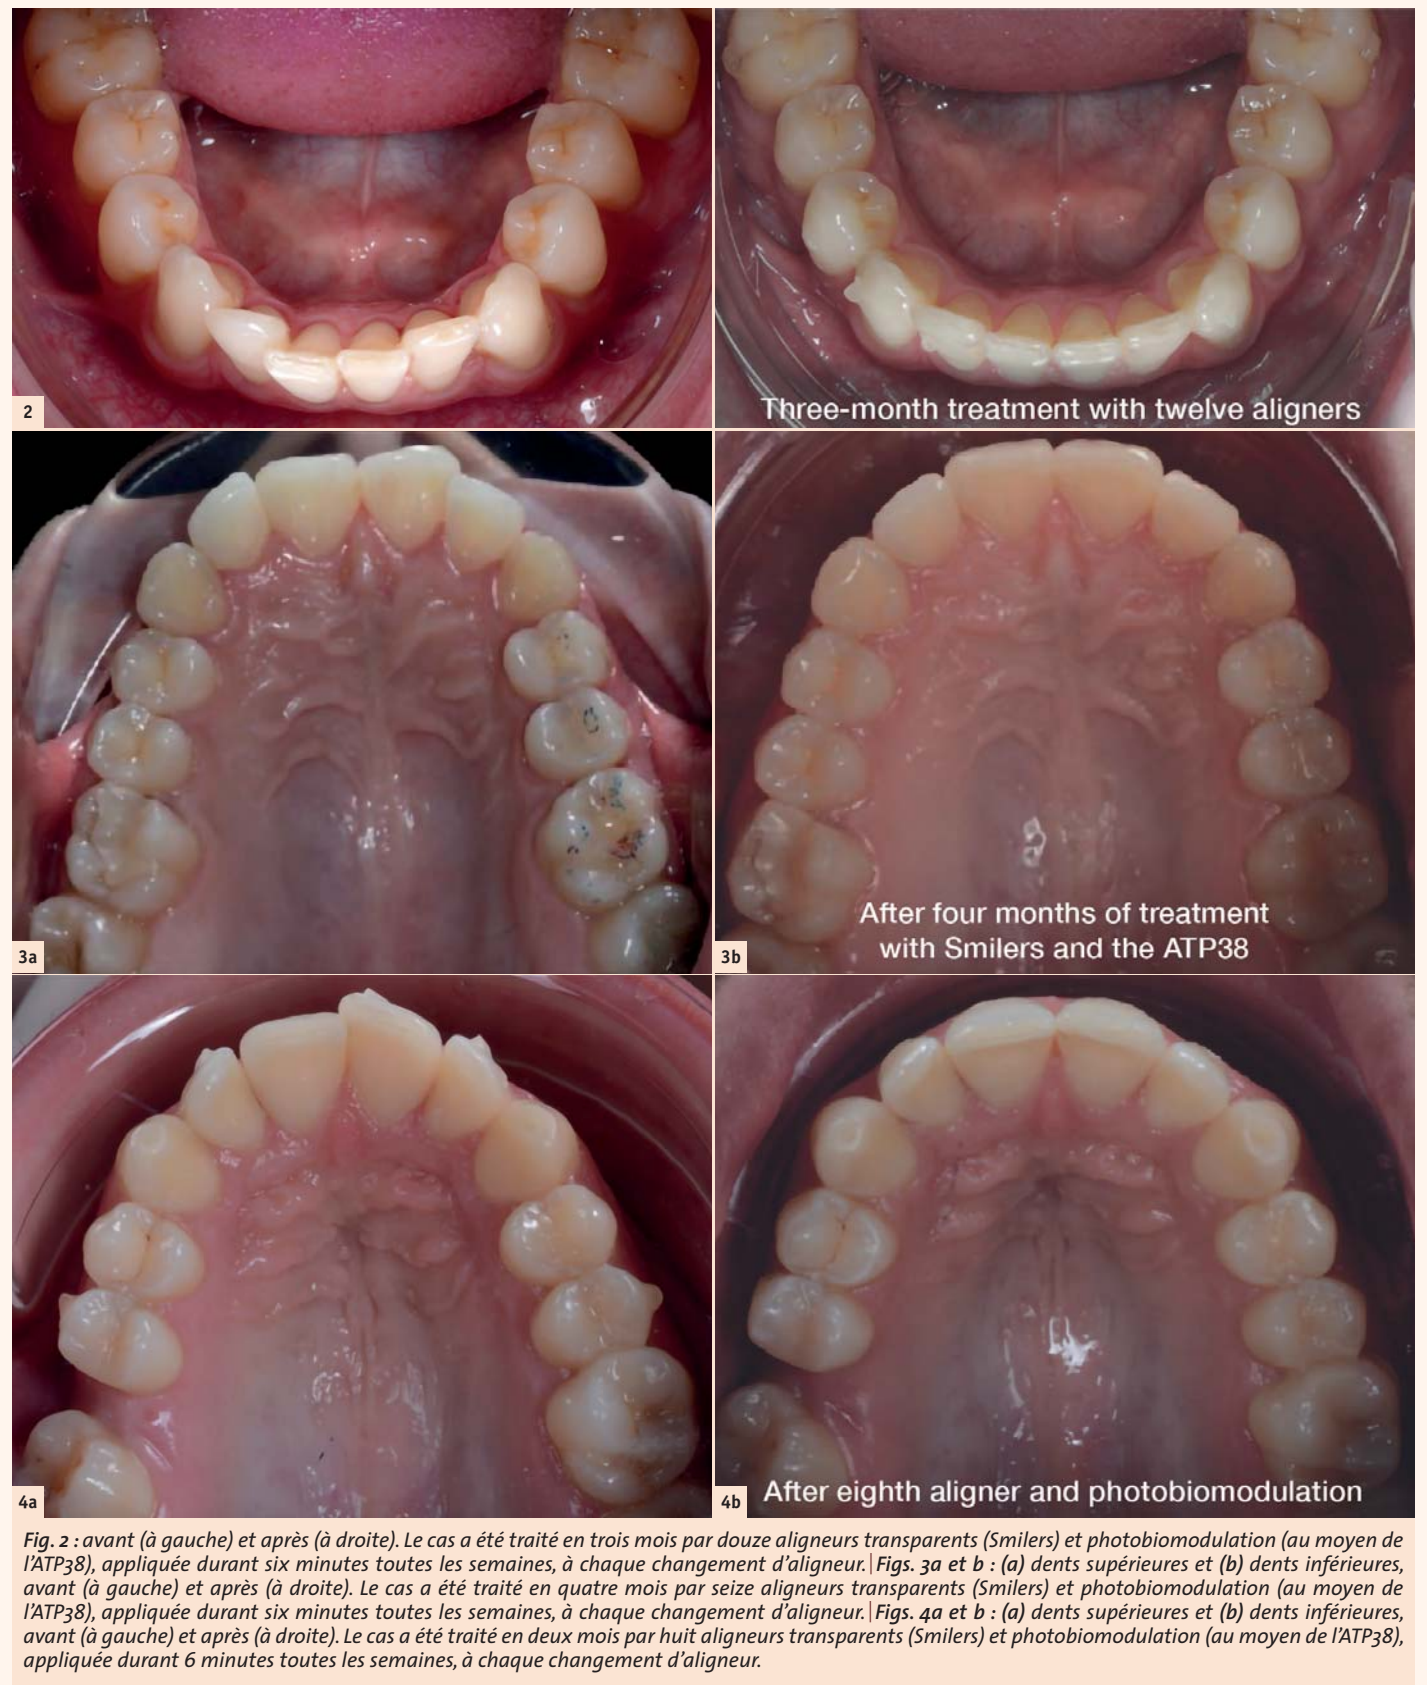 2
Three-month treatment with twelve aligners
3a
After four months of treatment
with Smilers and the ATP38
3b
4a
4b
After eighth aligner and photobiomodulation
Fig. 2 : avant (à gauche) et après (à droite). Le cas a été traité en trois mois par douze aligneurs transparents (Smilers) et photobiomodulation (au moyen de
l’ATP38), appliquée durant six minutes toutes les semaines, à chaque changement d’aligneur.|Figs. 3a et b : (a) dents supérieures et (b) dents inférieures,
avant (à gauche) et après (à droite). Le cas a été traité en quatre mois par seize aligneurs transparents (Smilers) et photobiomodulation (au moyen de
l’ATP38), appliquée durant six minutes toutes les semaines, à chaque changement d’aligneur.|Figs. 4a et b : (a) dents supérieures et (b) dents inférieures,
avant (à gauche) et après (à droite). Le cas a été traité en deux mois par huit aligneurs transparents (Smilers) et photobiomodulation (au moyen de l’ATP38),
appliquée durant 6 minutes toutes les semaines, à chaque changement d’aligneur.